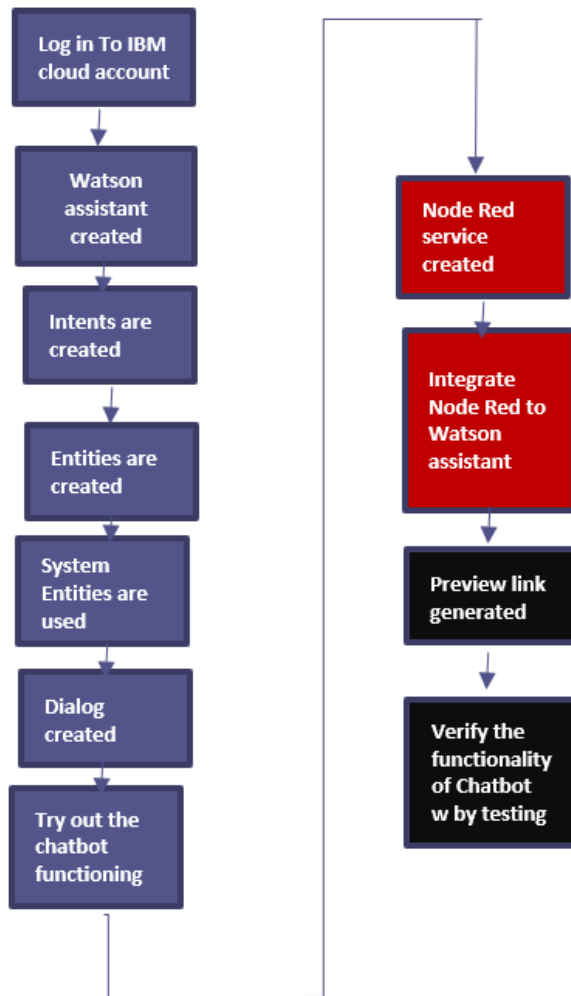 Log in To IBM
cloud account
Watson
assistant
created
Intents are
created
Entities are
created
System
Entities are
used
Dialog
created
Try out the
chatbot
functioning
Node Red
service
created
Integrate
Node Red to
Watson
assistant
Preview link
generated
Verify the
functionality
of Chatbot
w by testing